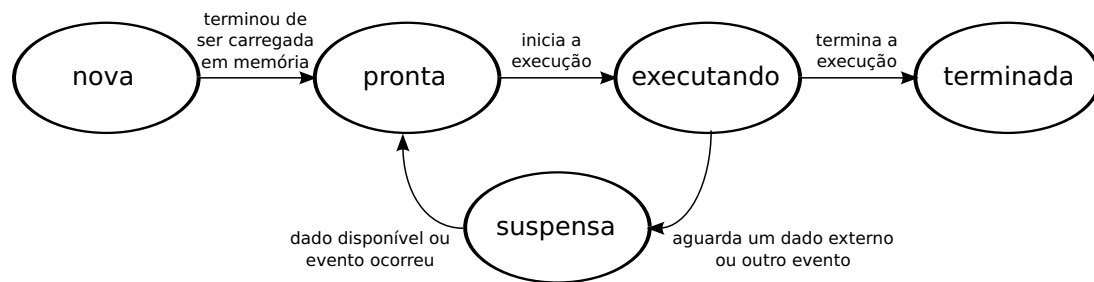 terminou de
ser carregada
em memória
inicia a
execução
termina a
execução
nova
pronta
executando
terminada
suspensa
dado disponível ou
evento ocorreu
aguarda um dado externo
ou outro evento